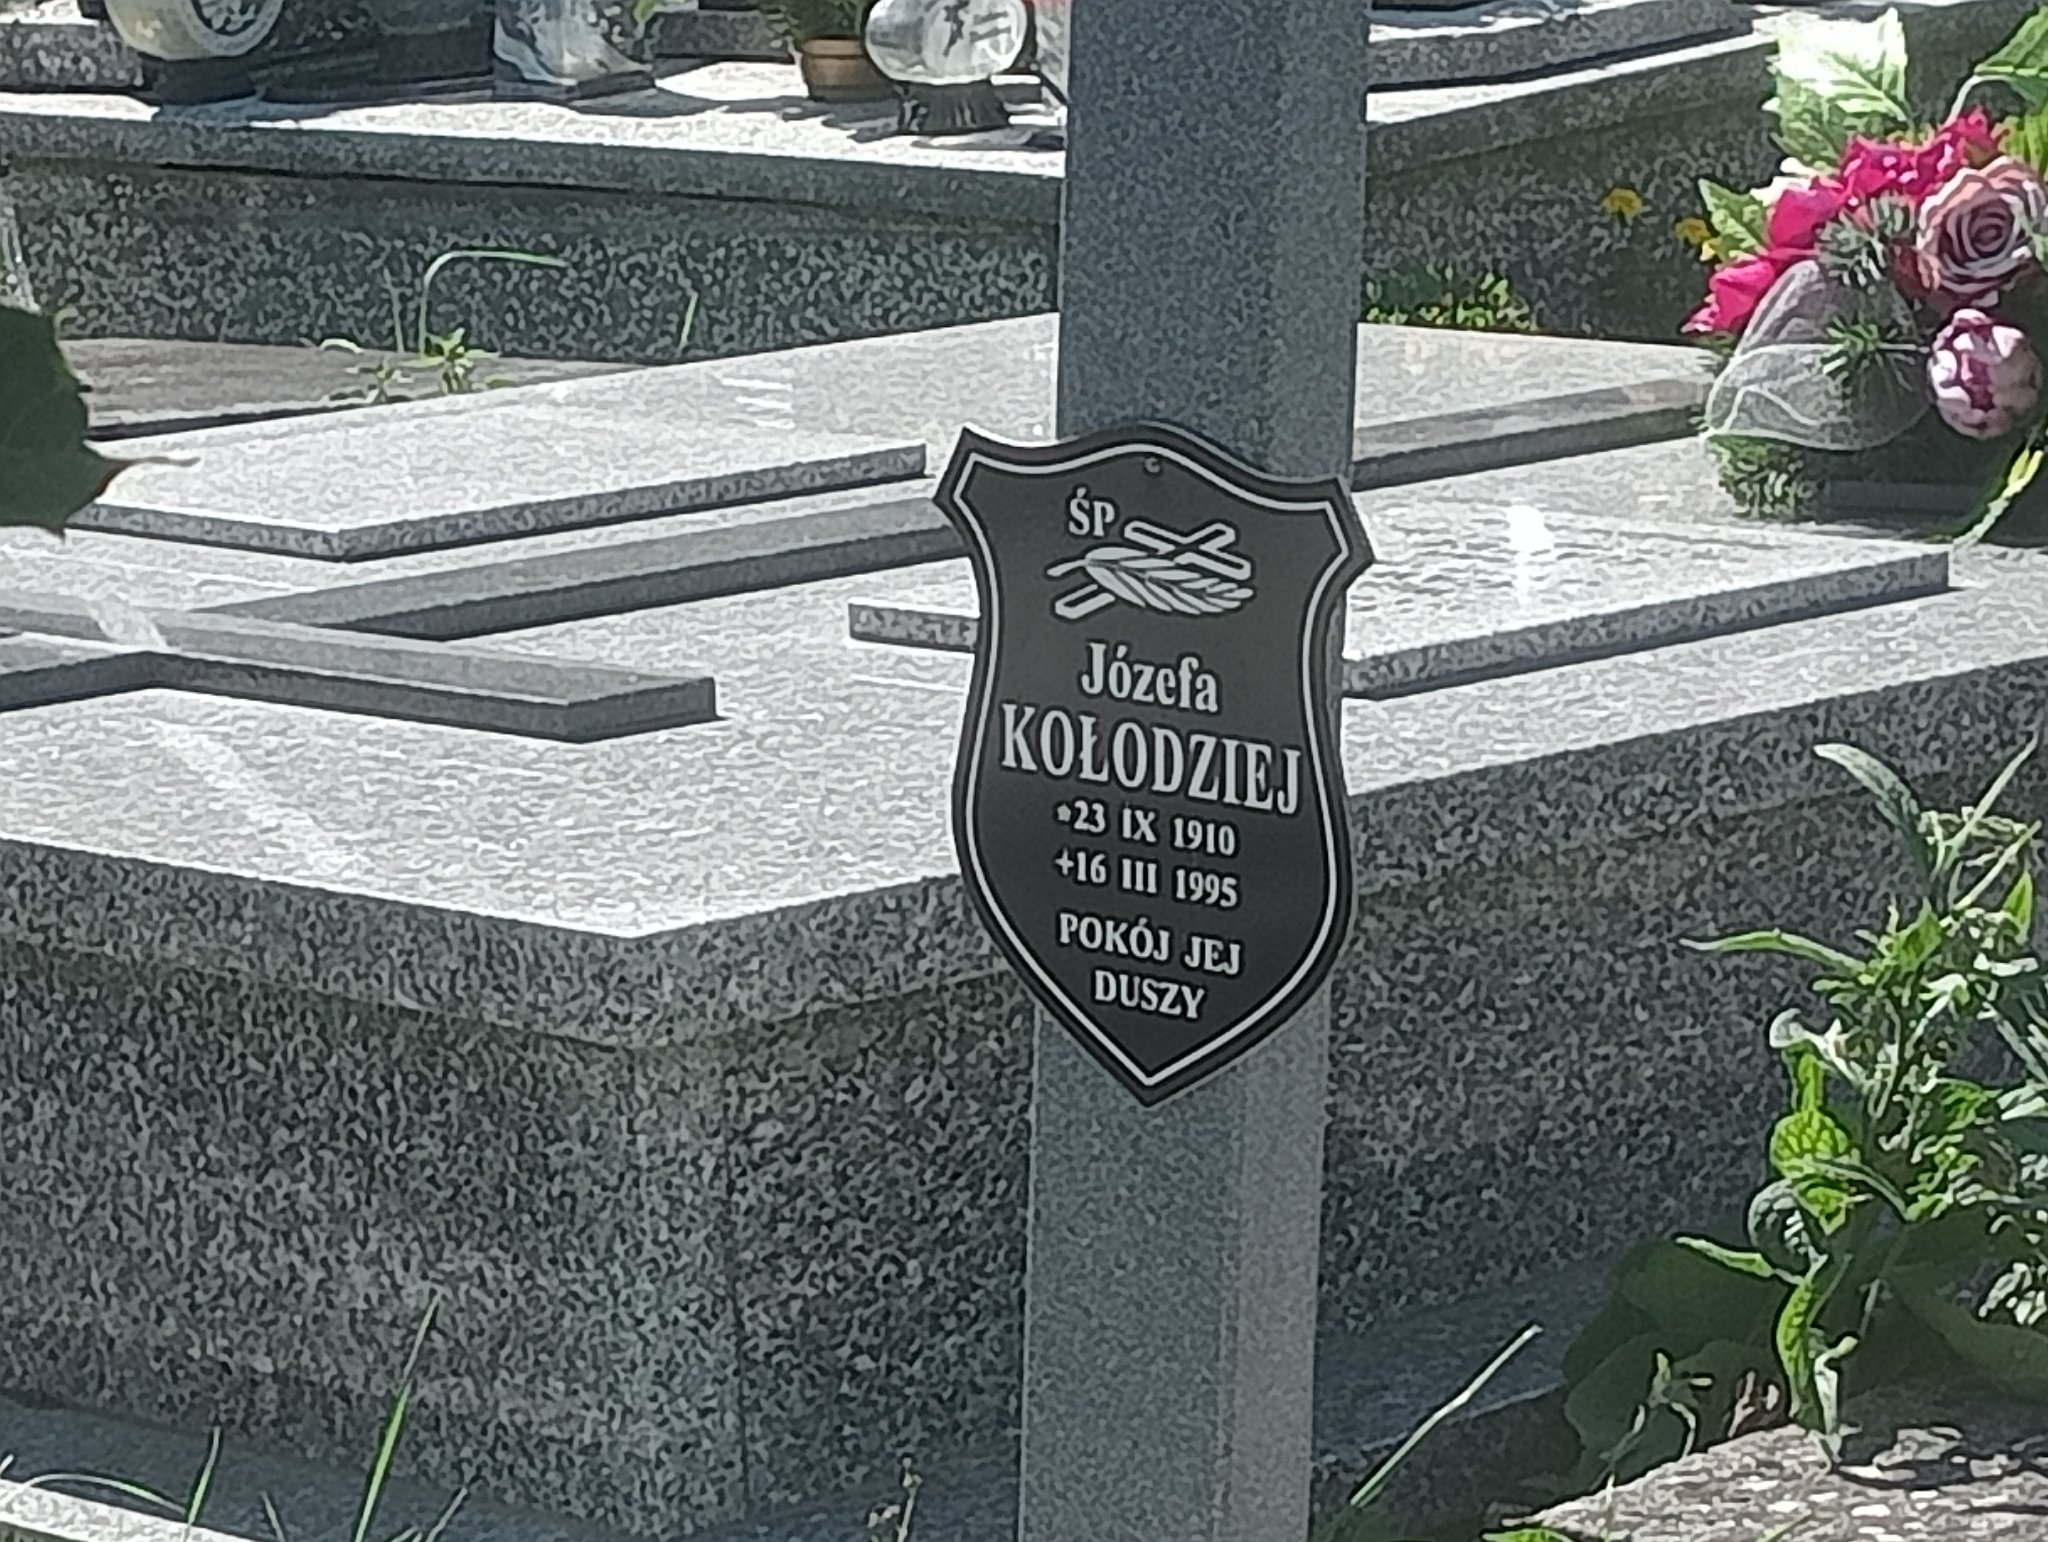 ŚP
Józefa
KOŁODZIEJ
*23 IX 1910
+16 III 1995
POKÓJ JEJ
DUSZY